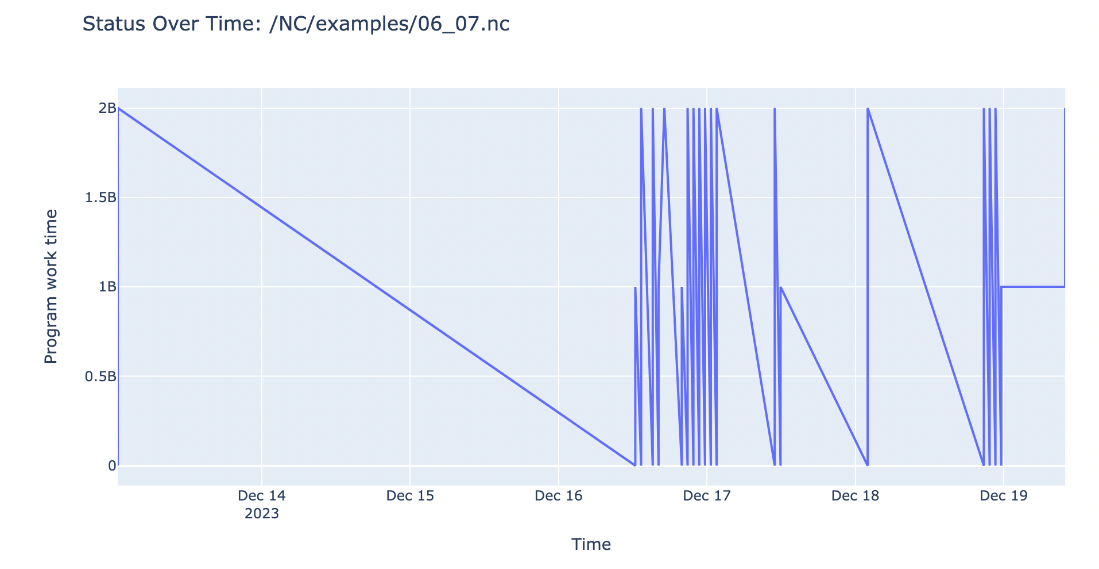 Status Over Time: /NC/examples/06_07.nc
2B
1.5B
1B
0.5B
0
Program work time
Dec 14
2023
Dec 15
Dec 16
Dec 17
Dec 18
Dec 19
Time